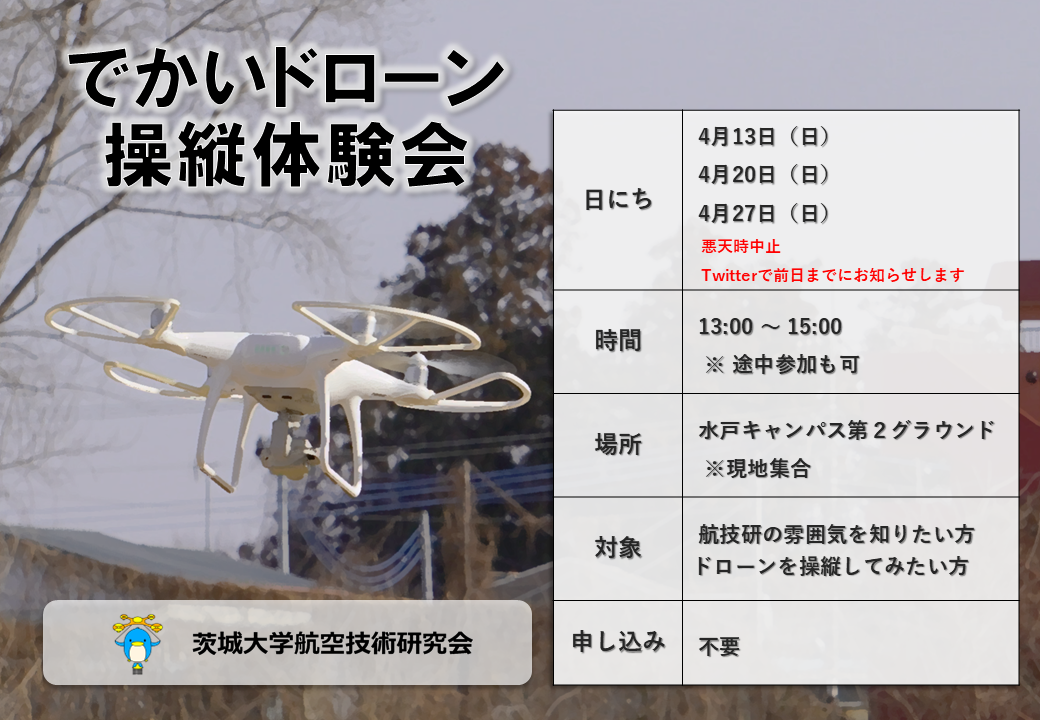 でかいドローン
操縦体験会
日にち
4月13日（日）
4月20日（日）
4月27日（日）
悪天時中止
Twitterで前日までにお知らせします
時間
13:00 ～ 15:00
※ 途中参加も可
場所
水戸キャンパス第２グラウンド
※現地集合
対象
航技研の雰囲気を知りたい方
ドローンを操縦してみたい方
申し込み
不要
茨城大学航空技術研究会